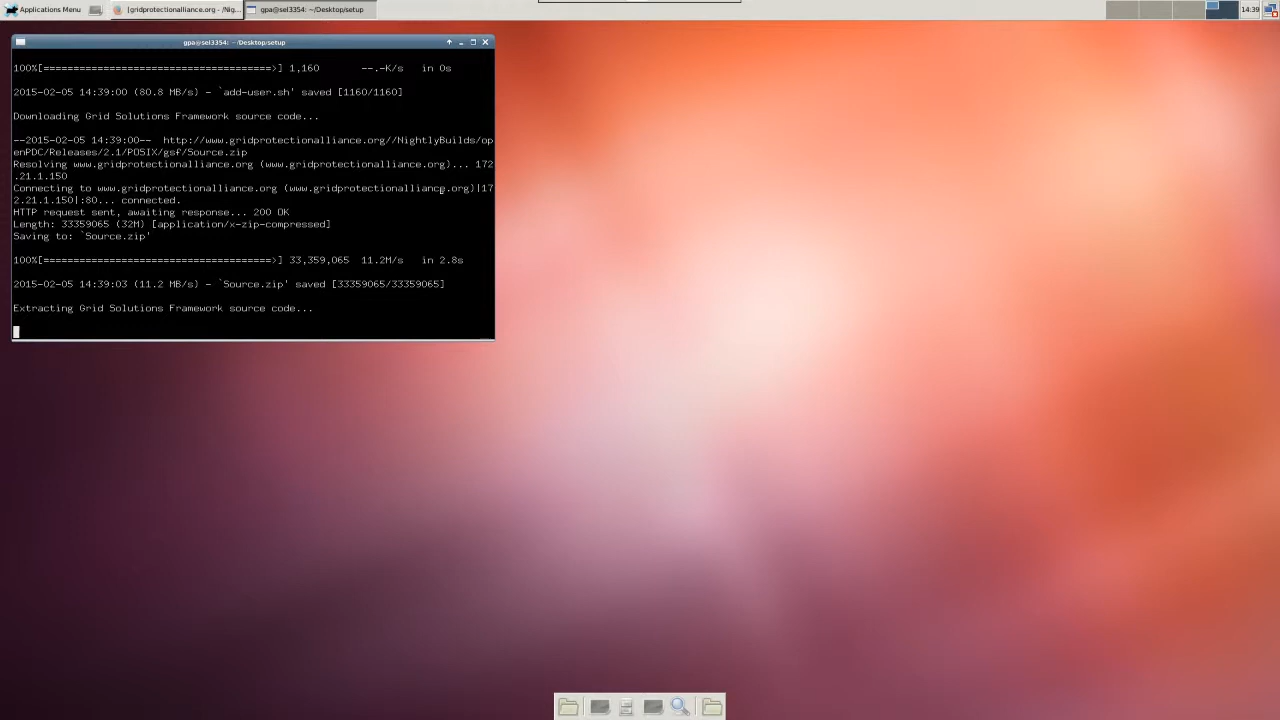 Applications Menu
[gridprotectionalliance.org - /Nig...
gpa@sel3354: ~/Desktop/setup
14:39
gpa@sel3354: ~/Desktop/setup
100%[======================================>] 1,160       --.-K/s   in 0s
2015-02-05 14:39:00 (80.8 MB/s) - `add-user.sh' saved [1160/1160]
Downloading Grid Solutions Framework source code...
--2015-02-05 14:39:00--  http://www.gridprotectionalliance.org//NightlyBuilds/op
enPDC/Releases/2.1/POSIX/gsf/Source.zip
Resolving www.gridprotectionalliance.org (www.gridprotectionalliance.org)... 172
.21.1.150
Connecting to www.gridprotectionalliance.org (www.gridprotectionalliance.org)|17
2.21.1.150|:80... connected.
HTTP request sent, awaiting response... 200 OK
Length: 33359065 (32M) [application/x-zip-compressed]
Saving to: `Source.zip'
100%[======================================>] 33,359,065  11.2M/s   in 2.8s
2015-02-05 14:39:03 (11.2 MB/s) - `Source.zip' saved [33359065/33359065]
Extracting Grid Solutions Framework source code...